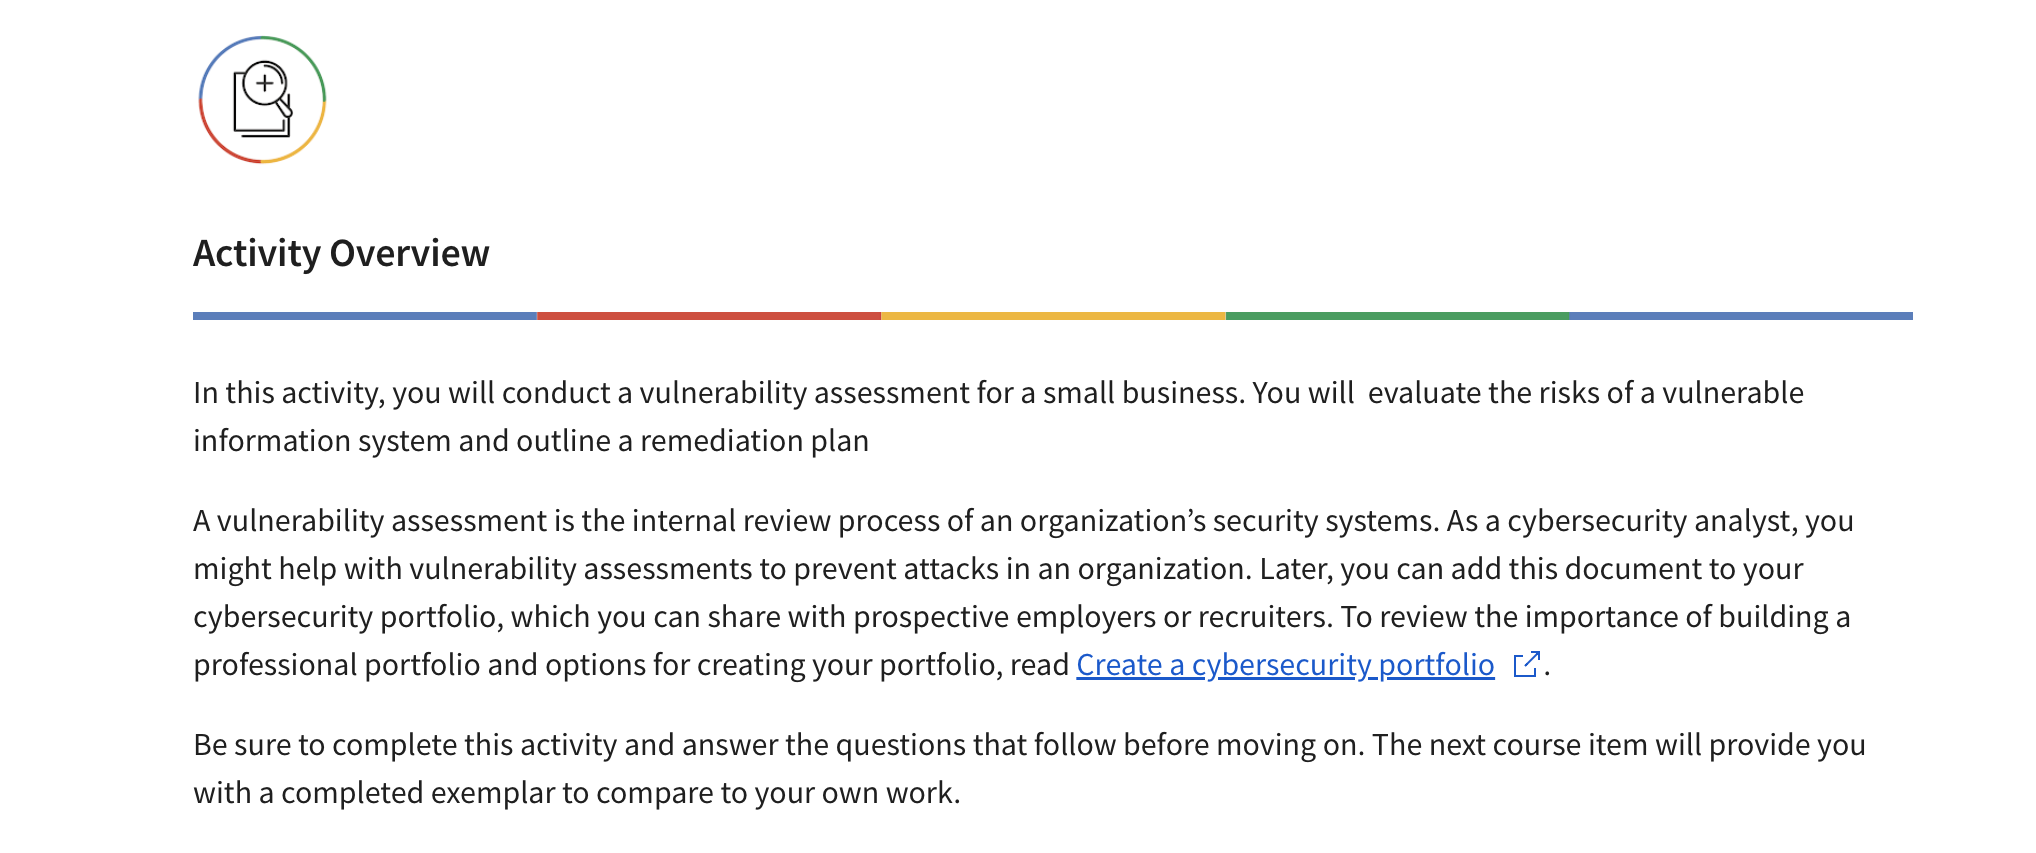 Activity Overview
In this activity, you will conduct a vulnerability assessment for a small business. You will  evaluate the risks of a vulnerable
information system and outline a remediation plan
A vulnerability assessment is the internal review process of an organization’s security systems. As a cybersecurity analyst, you
might help with vulnerability assessments to prevent attacks in an organization. Later, you can add this document to your
cybersecurity portfolio, which you can share with prospective employers or recruiters. To review the importance of building a
professional portfolio and options for creating your portfolio, read Create a cybersecurity portfolio .
Be sure to complete this activity and answer the questions that follow before moving on. The next course item will provide you
with a completed exemplar to compare to your own work.